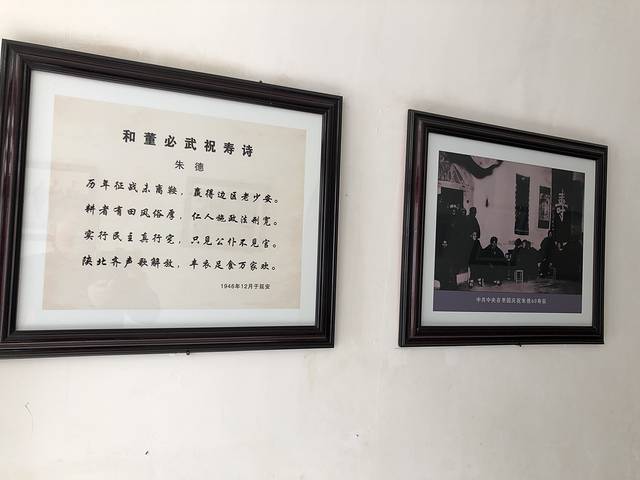 和董必武祝寿诗
朱德
历年征战未离鞍，赢得边区老少安。
耕者有田风俗厚，仁人施政法刑宽。
实行民主真行宪，只见公仆不见官。
陕北齐声歌解放，丰衣足食万家欢。
1946年12月于延安
中共中央在枣园庆祝朱德60寿辰